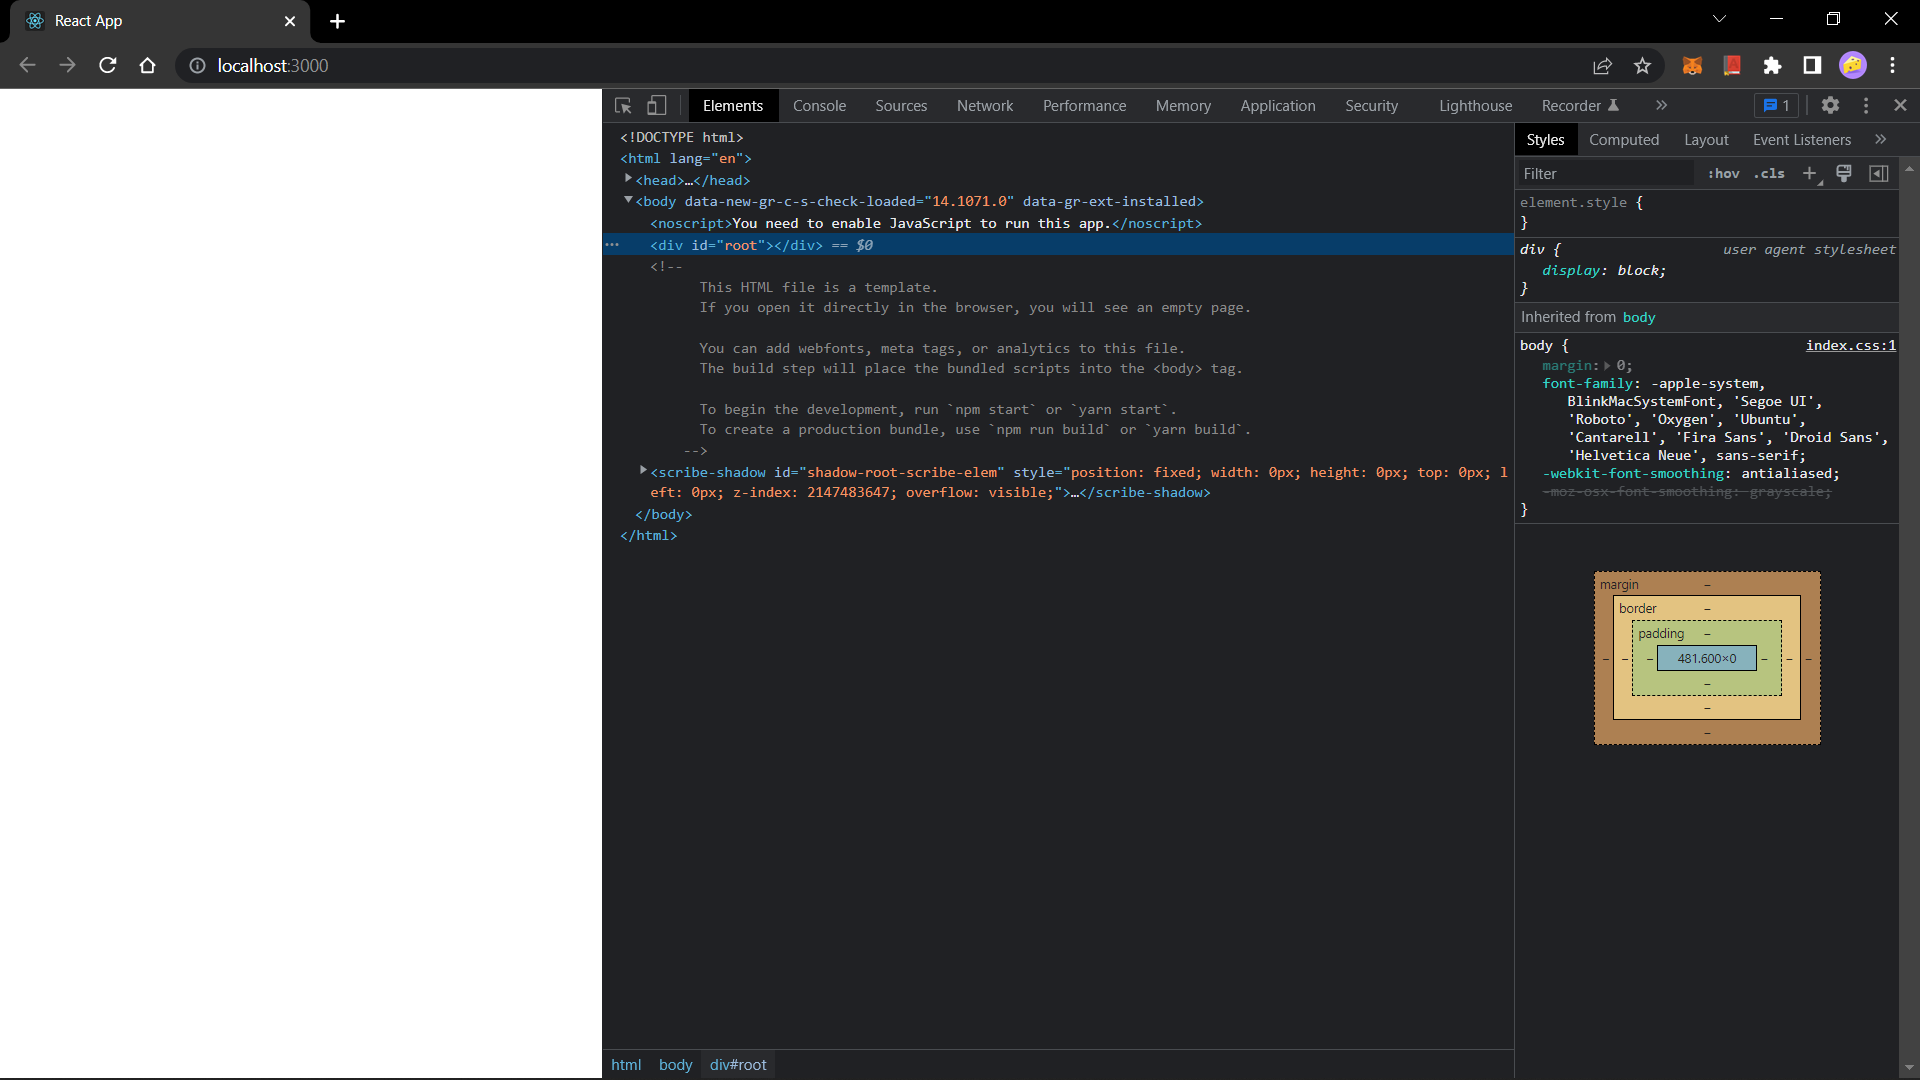 React App
localhost:3000
Elements Console Sources Network Performance Memory Application Security Lighthouse Recorder 1
<!DOCTYPE html>
<html lang="en">
<head>…</head>
<body data-new-gr-c-s-check-loaded="14.1071.0" data-gr-ext-installed>
<noscript>You need to enable JavaScript to run this app.</noscript>
<div id="root"></div> == $0
<!--
This HTML file is a template.
If you open it directly in the browser, you will see an empty page.
You can add webfonts, meta tags, or analytics to this file.
The build step will place the bundled scripts into the <body> tag.
To begin the development, run `npm start` or `yarn start`.
To create a production bundle, use `npm run build` or `yarn build`.
-->
<scribe-shadow id="shadow-root-scribe-elem" style="position: fixed; width: 0px; height: 0px; top: 0px; l
eft: 0px; z-index: 2147483647; overflow: visible;">…</scribe-shadow>
</body>
</html>
html body div#root
Styles Computed Layout Event Listeners
Filter :hov .cls
element.style {
}
div { user agent stylesheet
display: block;
}
Inherited from body
body { index.css:1
margin: 0;
font-family: -apple-system,
BlinkMacSystemFont, 'Segoe UI',
'Roboto', 'Oxygen', 'Ubuntu',
'Cantarell', 'Fira Sans', 'Droid Sans',
'Helvetica Neue', sans-serif;
-webkit-font-smoothing: antialiased;
-moz-osx-font-smoothing: grayscale;
}
margin –
border –
padding –
– – – 481.600×0 – – –
–
–
–